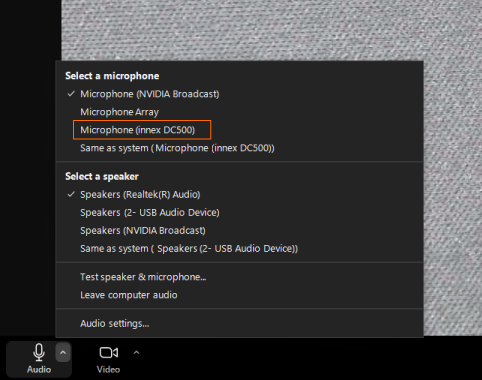 Select a microphone
Microphone (NVIDIA Broadcast)
Microphone Array
Microphone (innex DC500)
Same as system ( Microphone (innex DC500))
Select a speaker
Speakers (Realtek(R) Audio)
Speakers (2- USB Audio Device)
Speakers (NVIDIA Broadcast)
Same as system ( Speakers (2- USB Audio Device))
Test speaker & microphone...
Leave computer audio
Audio settings...
Audio
Video